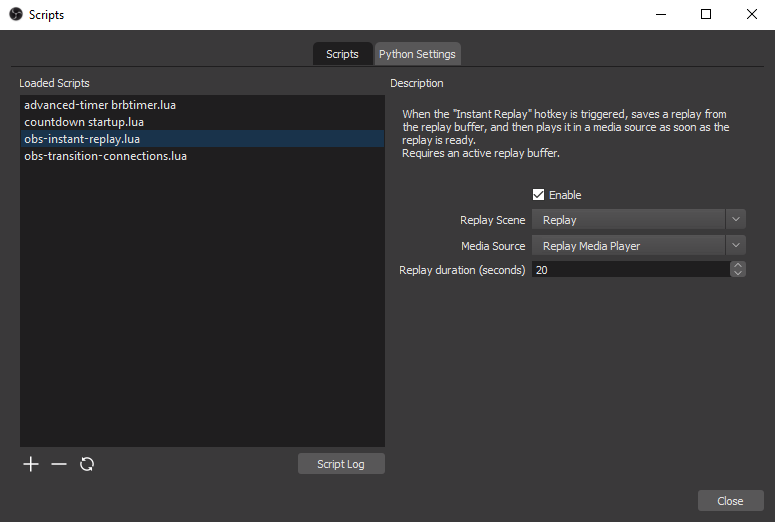 Scripts
Scripts
Python Settings
Loaded Scripts
Description
advanced-timer brbtimer.lua
countdown startup.lua
obs-instant-replay.lua
obs-transition-connections.lua
When the "Instant Replay" hotkey is triggered, saves a replay from
the replay buffer, and then plays it in a media source as soon as the
replay is ready.
Requires an active replay buffer.
Enable
Replay Scene
Replay
Media Source
Replay Media Player
Replay duration (seconds)
20
Script Log
Close